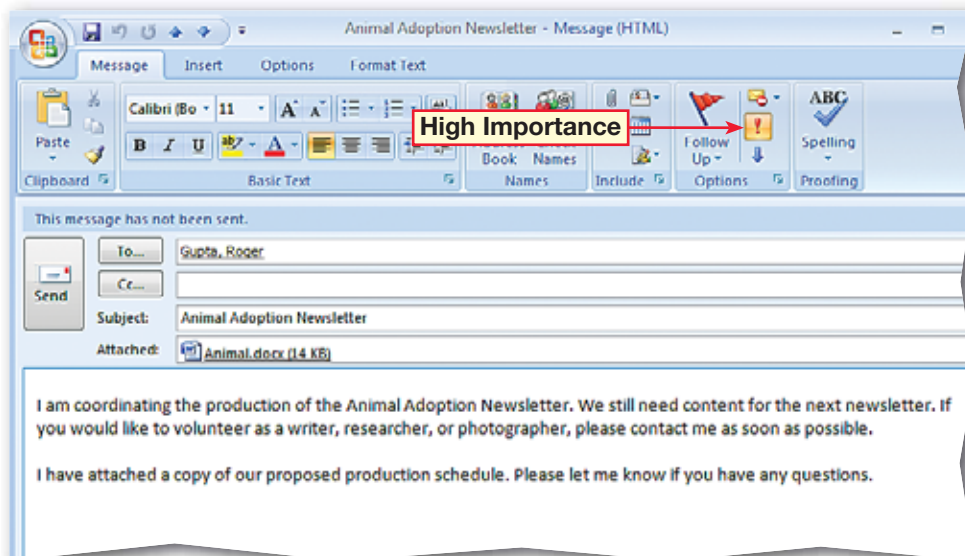 Animal Adoption Newsletter - Message (HTML)
Message Insert Options Format Text
Calibri (Bo 11 A A
ABC
High Importance
Paste
B I U ab A
Follow
Up
Spelling
Book Names
Clipboard Basic Text Names Include Options Proofing
This message has not been sent.
To... Gupta, Roger
Cc...
Send
Subject: Animal Adoption Newsletter
Attached: Animal.docx (14 KB)
I am coordinating the production of the Animal Adoption Newsletter. We still need content for the next newsletter. If
you would like to volunteer as a writer, researcher, or photographer, please contact me as soon as possible.
I have attached a copy of our proposed production schedule. Please let me know if you have any questions.